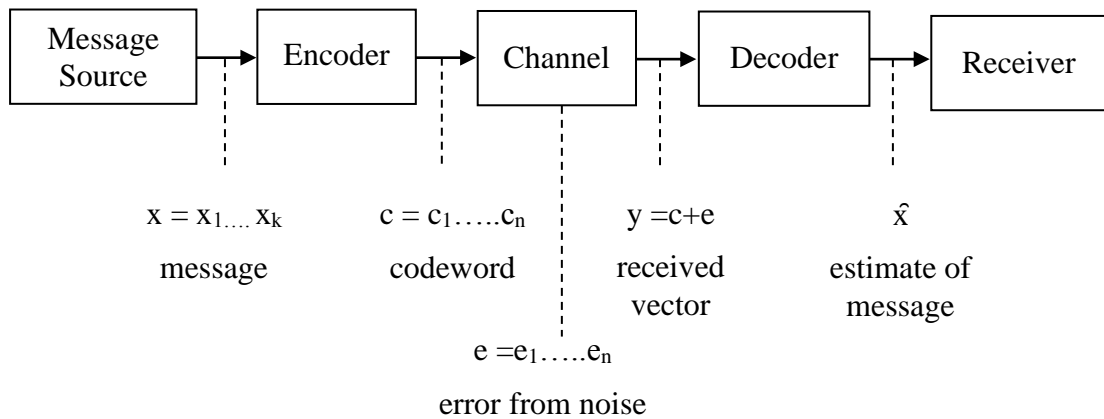 Message
Source
Encoder
Channel
Decoder
Receiver
x = x₁.... xₖ
message
c = c₁…..cₙ
codeword
y =c+e
received
vector
x̂
estimate of
message
e =e₁…..eₙ
error from noise